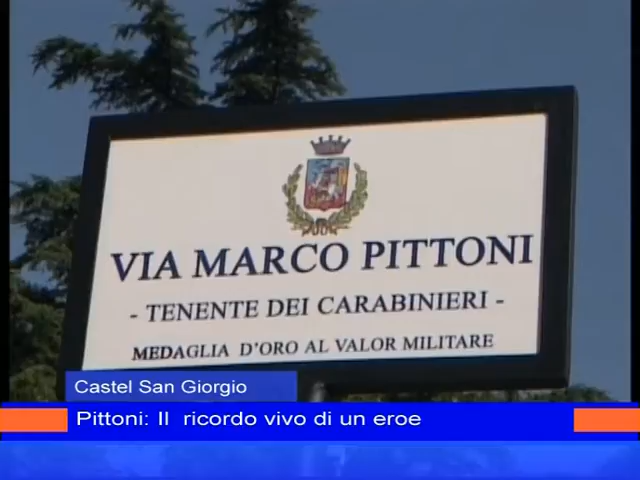 VIA MARCO PITTONI
- TENENTE DEI CARABINIERI -
MEDAGLIA D'ORO AL VALOR MILITARE
Castel San Giorgio
Pittoni: Il ricordo vivo di un eroe